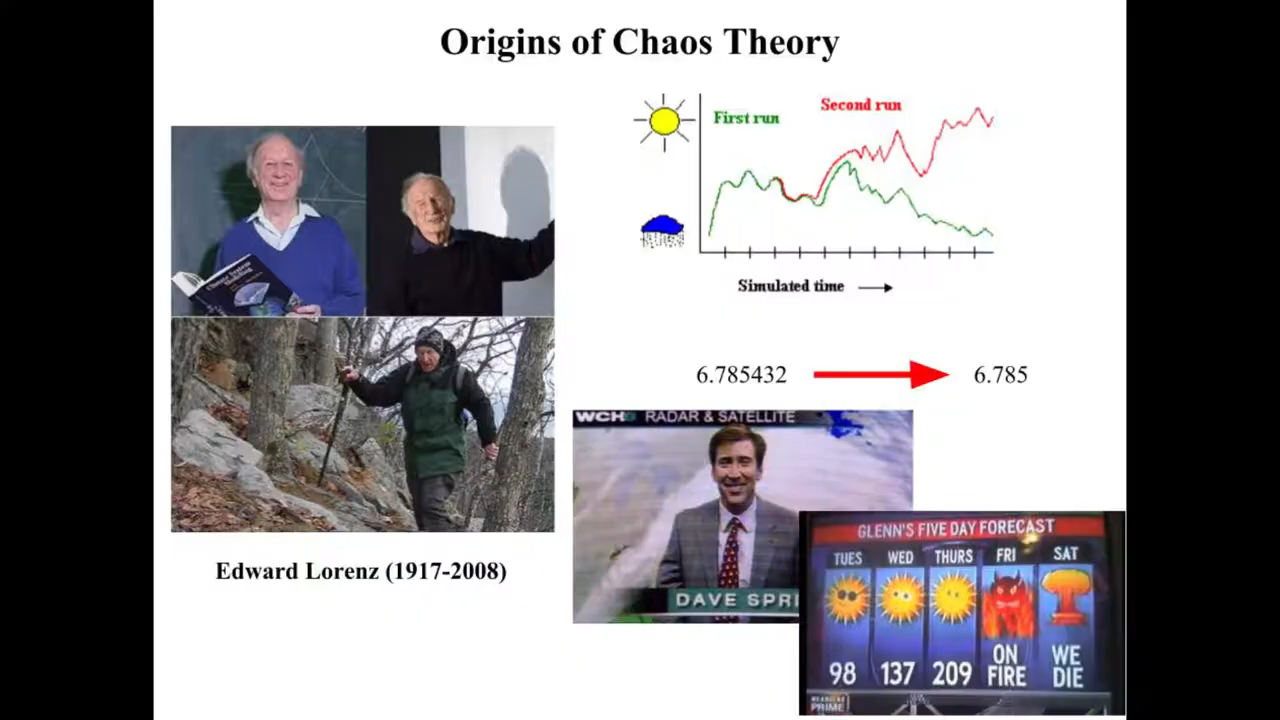 Origins of Chaos Theory
First run
Second run
Simulated time
6.785432
6.785
Edward Lorenz (1917-2008)
RADAR & SATELLITE
DAVE SPRI
GLENN'S FIVE DAY FORECAST
TUES WED THURS FRI SAT
98 137 209 ON FIRE WE DIE
PRIME